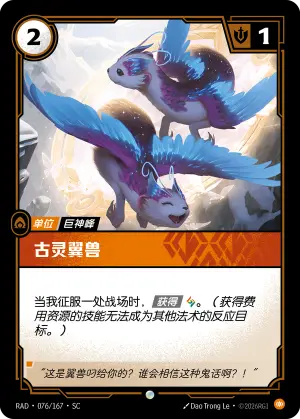 2
1
单位 巨神峰
古灵翼兽
当我征服一处战场时，获得 。（获得费
用资源的技能无法成为其他法术的反应目
标。）
"这是翼兽叼给你的？谁会相信这种鬼话啊？！"
RAD · 076/167 · SC Dao Trong Le ©2026RGI